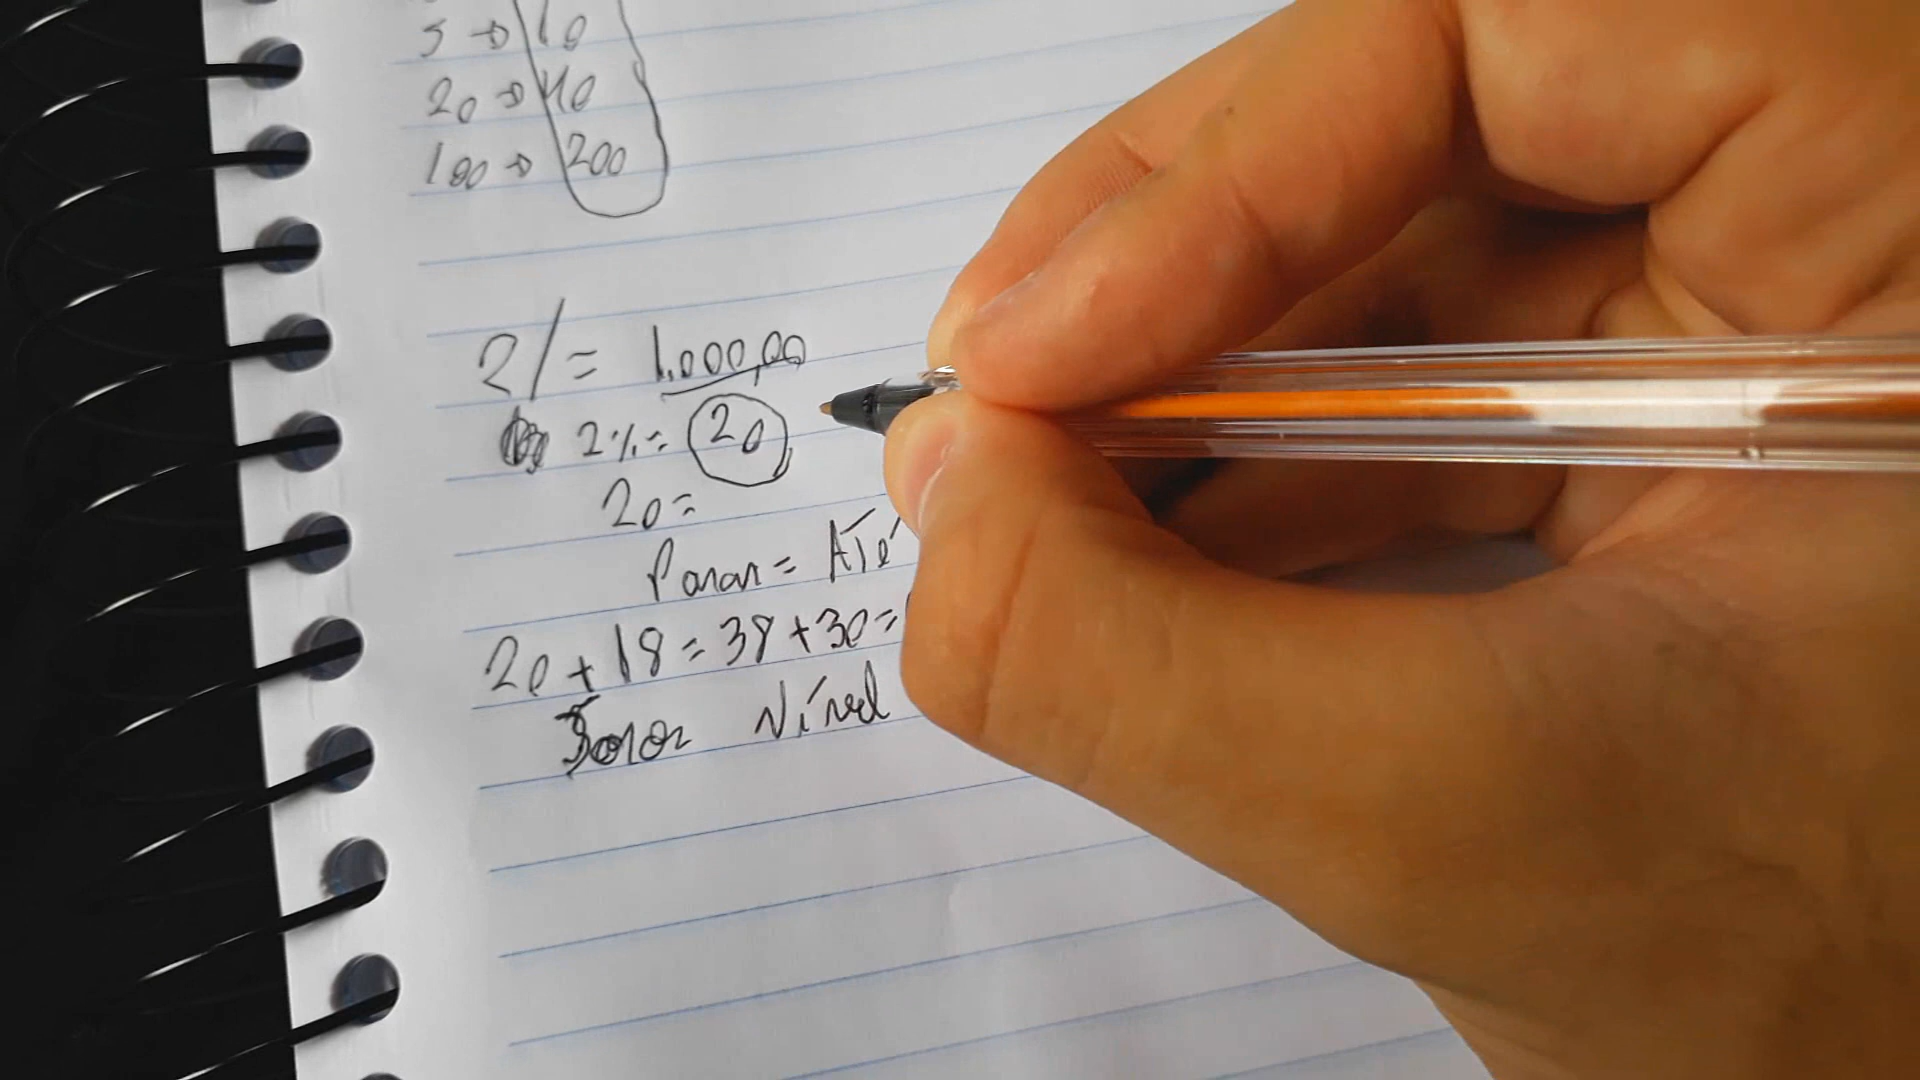 5 → 10
20 → 40
100 → 200
2/= 1.000,00
2%= 20
20=
Parar= ATé
20+18=38+30=
Nível